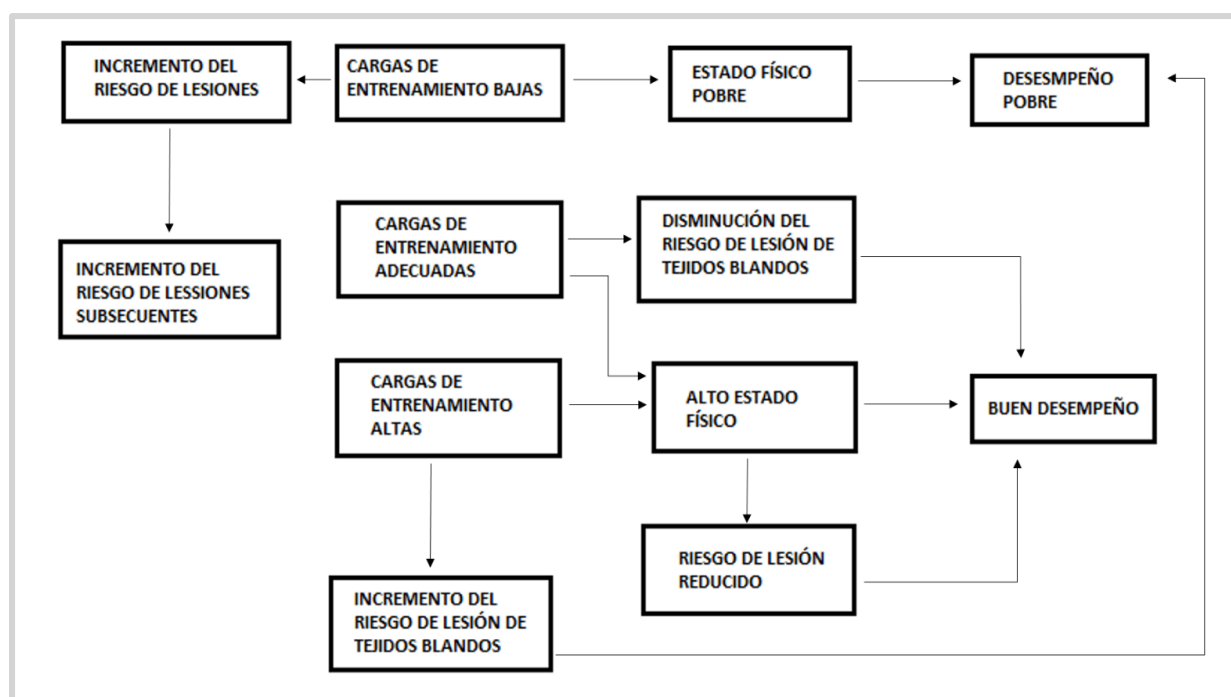 INCREMENTO DEL
RIESGO DE LESIONES
CARGAS DE
ENTRENAMIENTO BAJAS
ESTADO FÍSICO
POBRE
DESESMPEÑO
POBRE
INCREMENTO DEL
RIESGO DE LESSIONES
SUBSECUENTES
CARGAS DE
ENTRENAMIENTO
ADECUADAS
DISMINUCIÓN DEL
RIESGO DE LESIÓN DE
TEJIDOS BLANDOS
CARGAS DE
ENTRENAMIENTO
ALTAS
ALTO ESTADO
FÍSICO
BUEN DESEMPEÑO
RIESGO DE LESIÓN
REDUCIDO
INCREMENTO DEL
RIESGO DE LESIÓN DE
TEJIDOS BLANDOS